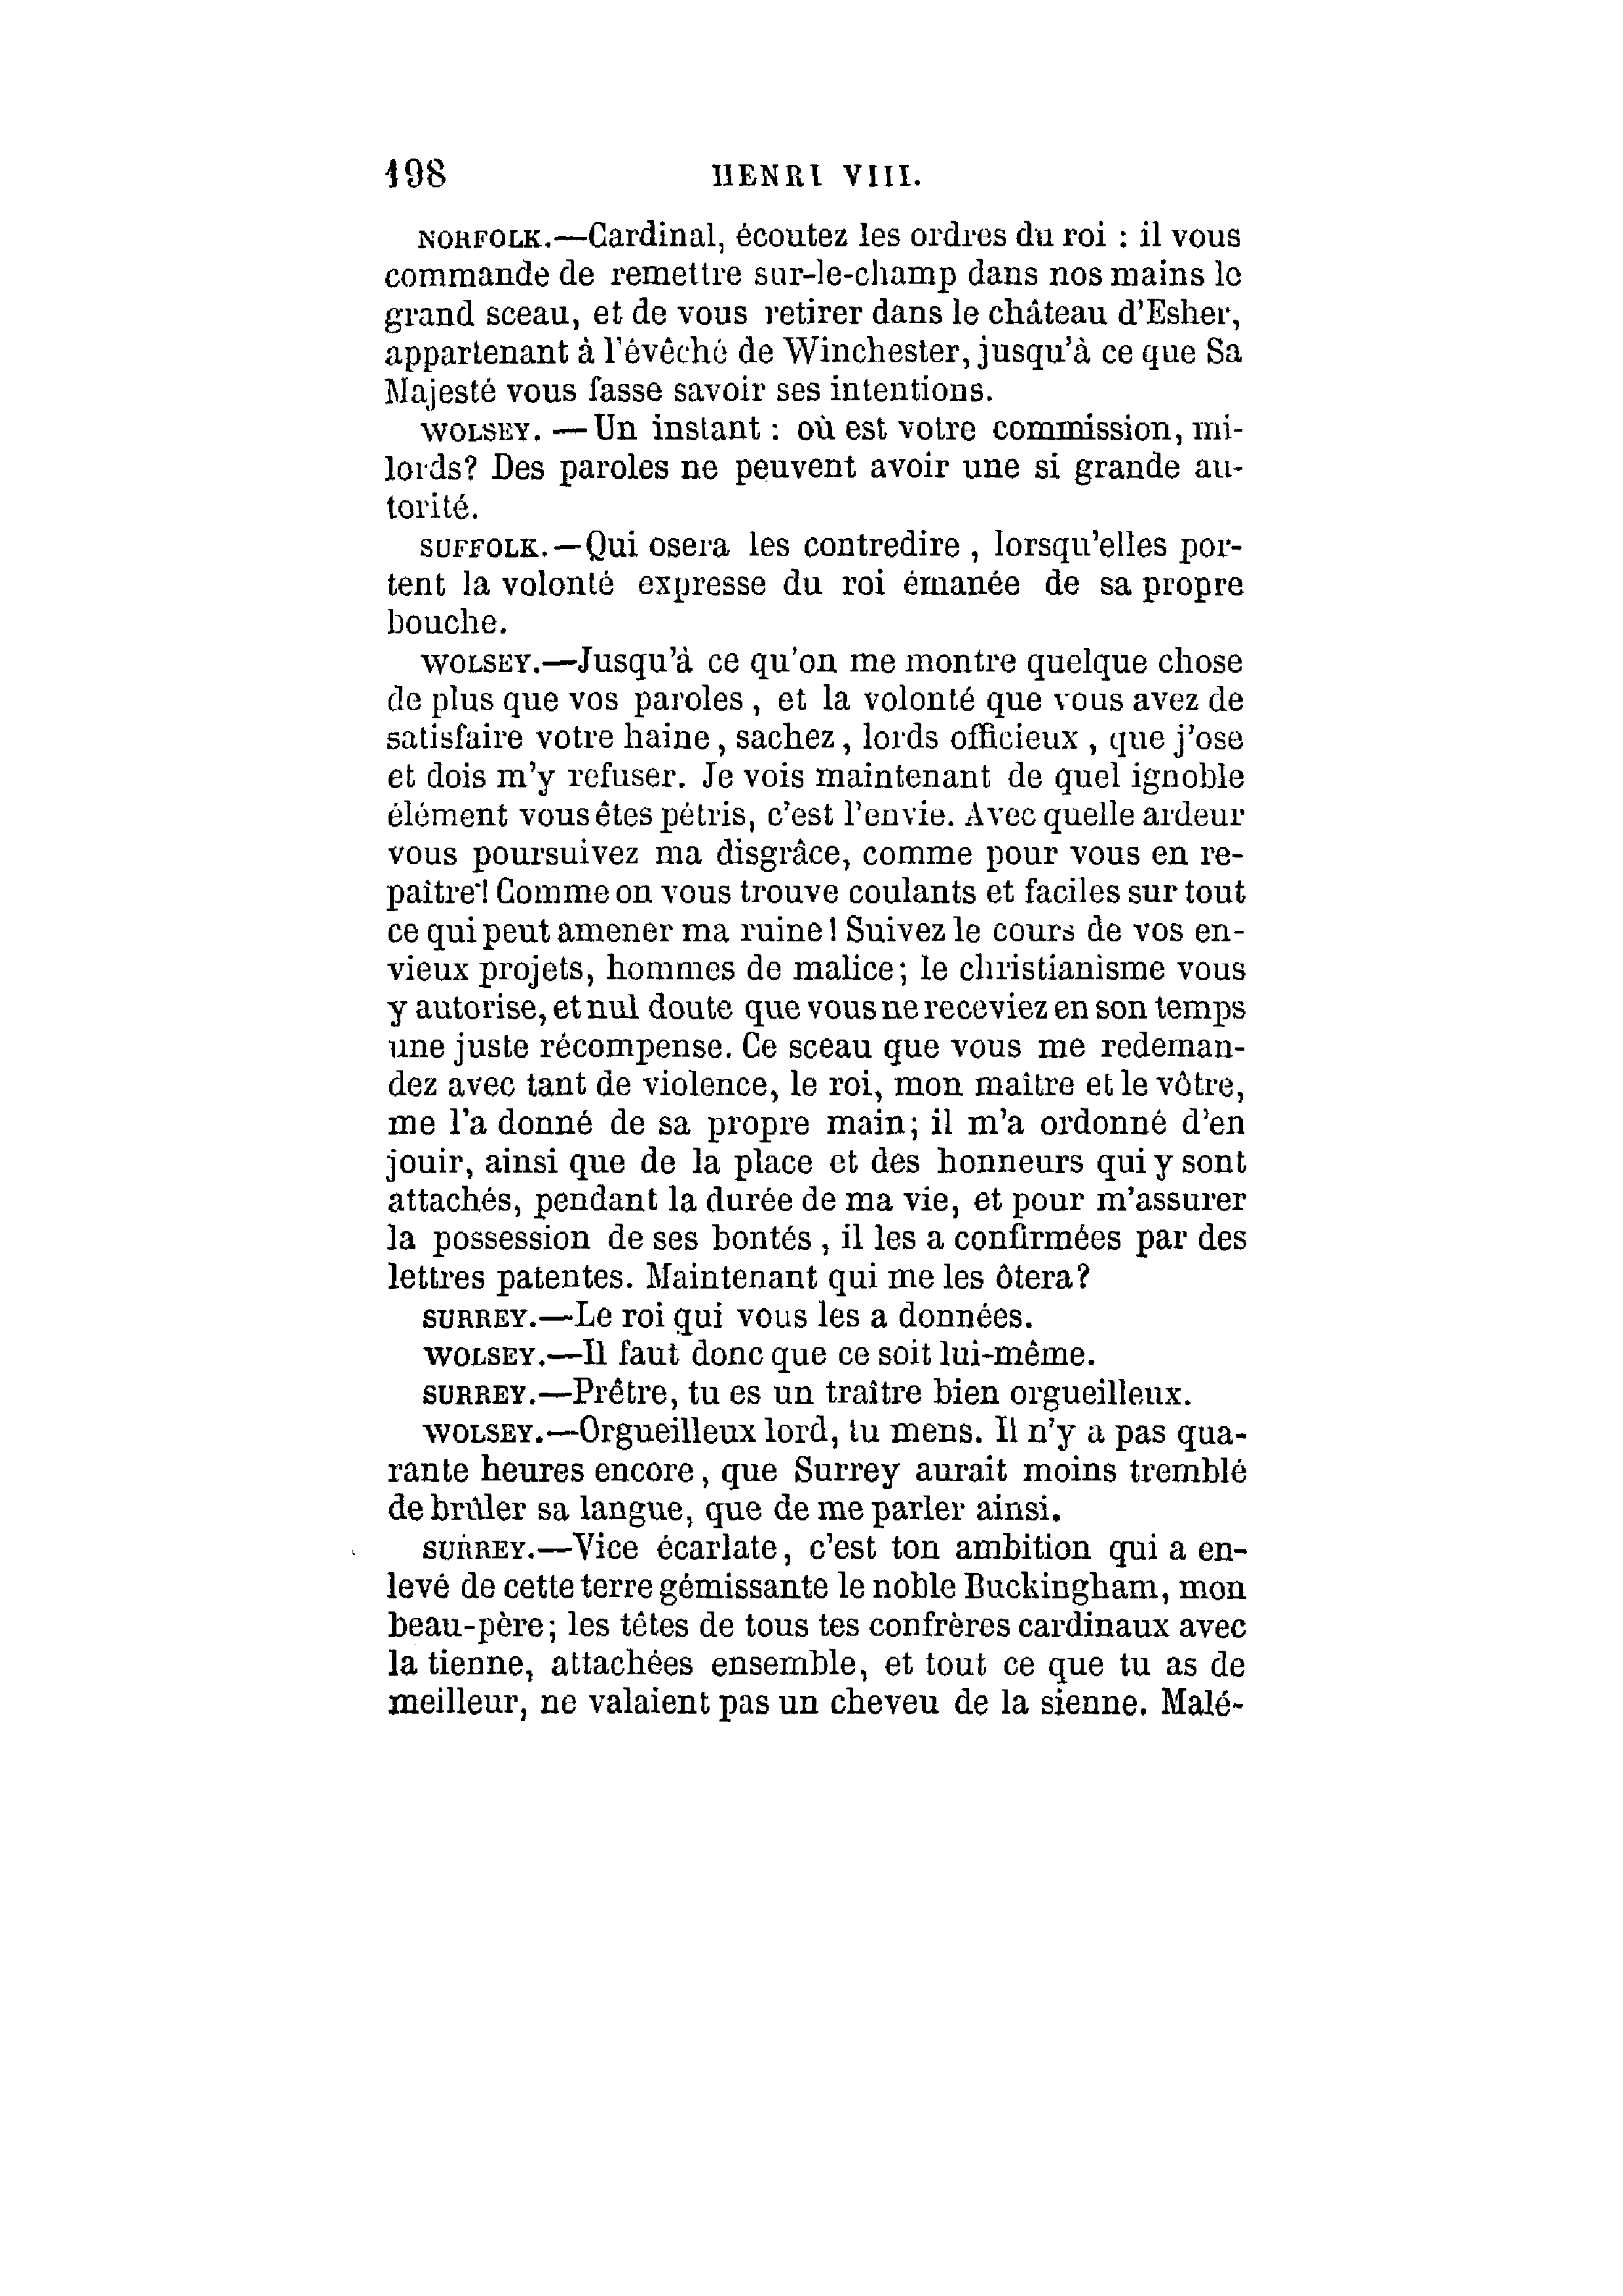 198 HENRI VIII.
NORFOLK.—Cardinal, écoutez les ordres du roi : il vous
commande de remettre sur-le-champ dans nos mains le
grand sceau, et de vous retirer dans le château d'Esher,
appartenant à l'évêché de Winchester, jusqu'à ce que Sa
Majesté vous fasse savoir ses intentions.
WOLSEY. — Un instant : où est votre commission, mi-
lords? Des paroles ne peuvent avoir une si grande au-
torité.
SUFFOLK.—Qui osera les contredire, lorsqu'elles por-
tent la volonté expresse du roi émanée de sa propre
bouche.
WOLSEY.—Jusqu'à ce qu'on me montre quelque chose
de plus que vos paroles, et la volonté que vous avez de
satisfaire votre haine, sachez, lords officieux, que j'ose
et dois m'y refuser. Je vois maintenant de quel ignoble
élément vous êtes pétris, c'est l'envie. Avec quelle ardeur
vous poursuivez ma disgrâce, comme pour vous en re-
paître! Comme on vous trouve coulants et faciles sur tout
ce qui peut amener ma ruine! Suivez le cours de vos en-
vieux projets, hommes de malice; le christianisme vous
y autorise, et nul doute que vous ne receviez en son temps
une juste récompense. Ce sceau que vous me redeman-
dez avec tant de violence, le roi, mon maître et le vôtre,
me l'a donné de sa propre main; il m'a ordonné d'en
jouir, ainsi que de la place et des honneurs qui y sont
attachés, pendant la durée de ma vie, et pour m'assurer
la possession de ses bontés, il les a confirmées par des
lettres patentes. Maintenant qui me les ôtera?
SURREY.—Le roi qui vous les a données.
WOLSEY.—Il faut donc que ce soit lui-même.
SURREY.—Prêtre, tu es un traître bien orgueilleux.
WOLSEY.—Orgueilleux lord, tu mens. Il n'y a pas qua-
rante heures encore, que Surrey aurait moins tremblé
de brûler sa langue, que de me parler ainsi.
SURREY.—Vice écarlate, c'est ton ambition qui a en-
levé de cette terre gémissante le noble Buckingham, mon
beau-père; les têtes de tous tes confrères cardinaux avec
la tienne, attachées ensemble, et tout ce que tu as de
meilleur, ne valaient pas un cheveu de la sienne. Malé-